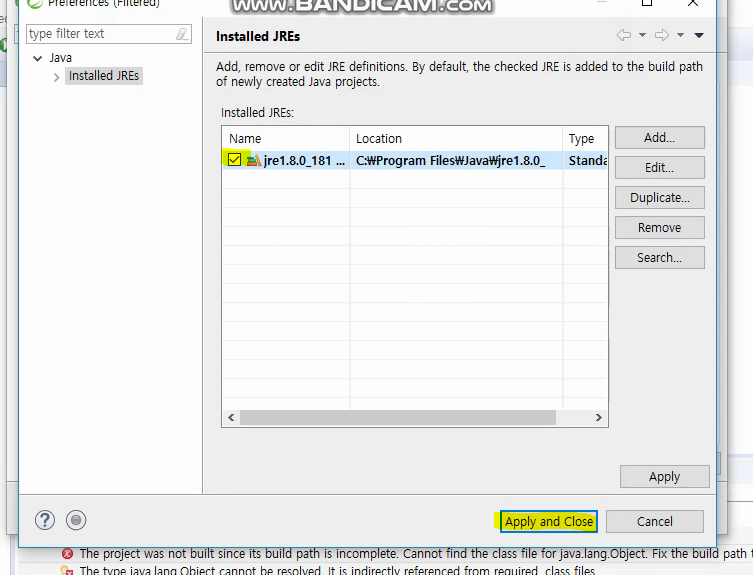 Preferences (Filtered)
www.BANDICAM.com
type filter text
Java
Installed JREs
Installed JREs
Add, remove or edit JRE definitions. By default, the checked JRE is added to the build path
of newly created Java projects.
Installed JREs:
Name Location Type
jre1.8.0_181 ... C:₩Program Files₩Java₩jre1.8.0_ Standa
Add...
Edit...
Duplicate...
Remove
Search...
Apply
Apply and Close Cancel
The project was not built since its build path is incomplete. Cannot find the class file for java.lang.Object. Fix the build path
The type java.lang.Object cannot be resolved. It is indirectly referenced from required .class files